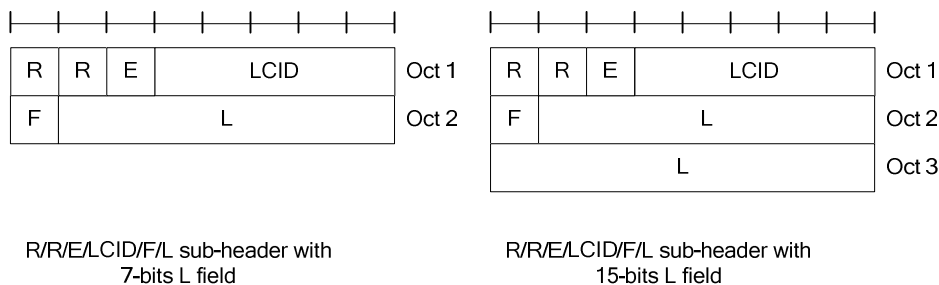 R R E LCID Oct 1
F L Oct 2
R/R/E/LCID/F/L sub-header with
7-bits L field
R R E LCID Oct 1
F L Oct 2
L Oct 3
R/R/E/LCID/F/L sub-header with
15-bits L field